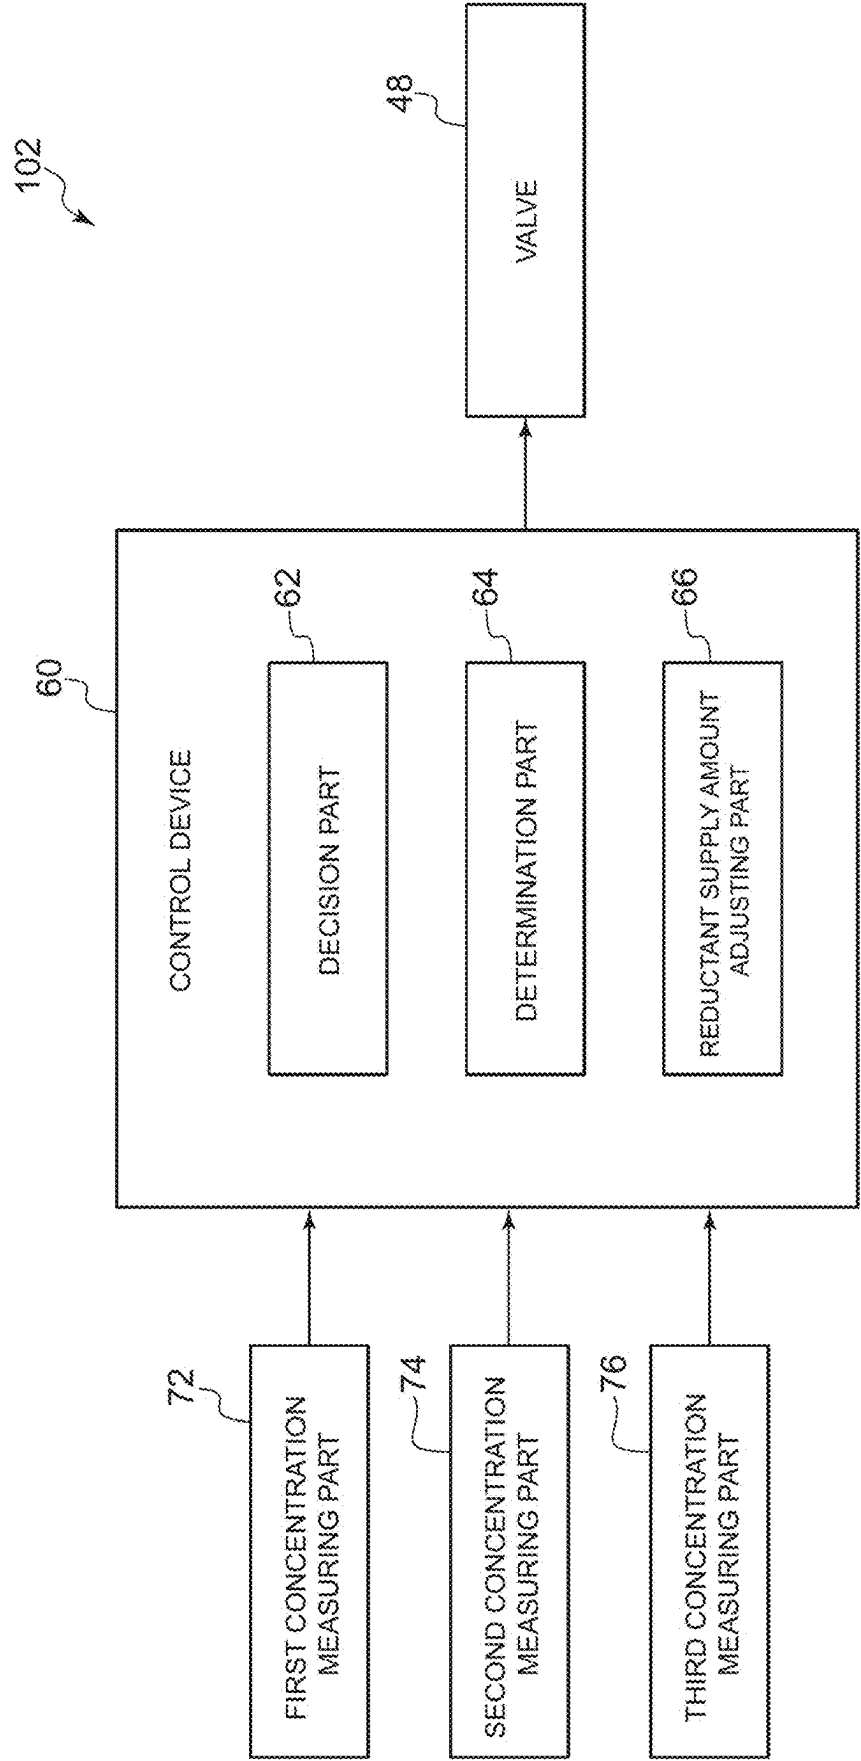 102
60
CONTROL DEVICE
72
FIRST CONCENTRATION
MEASURING PART
62
DECISION PART
48
VALVE
74
SECOND CONCENTRATION
MEASURING PART
64
DETERMINATION PART
76
THIRD CONCENTRATION
MEASURING PART
66
REDUCTANT SUPPLY AMOUNT
ADJUSTING PART